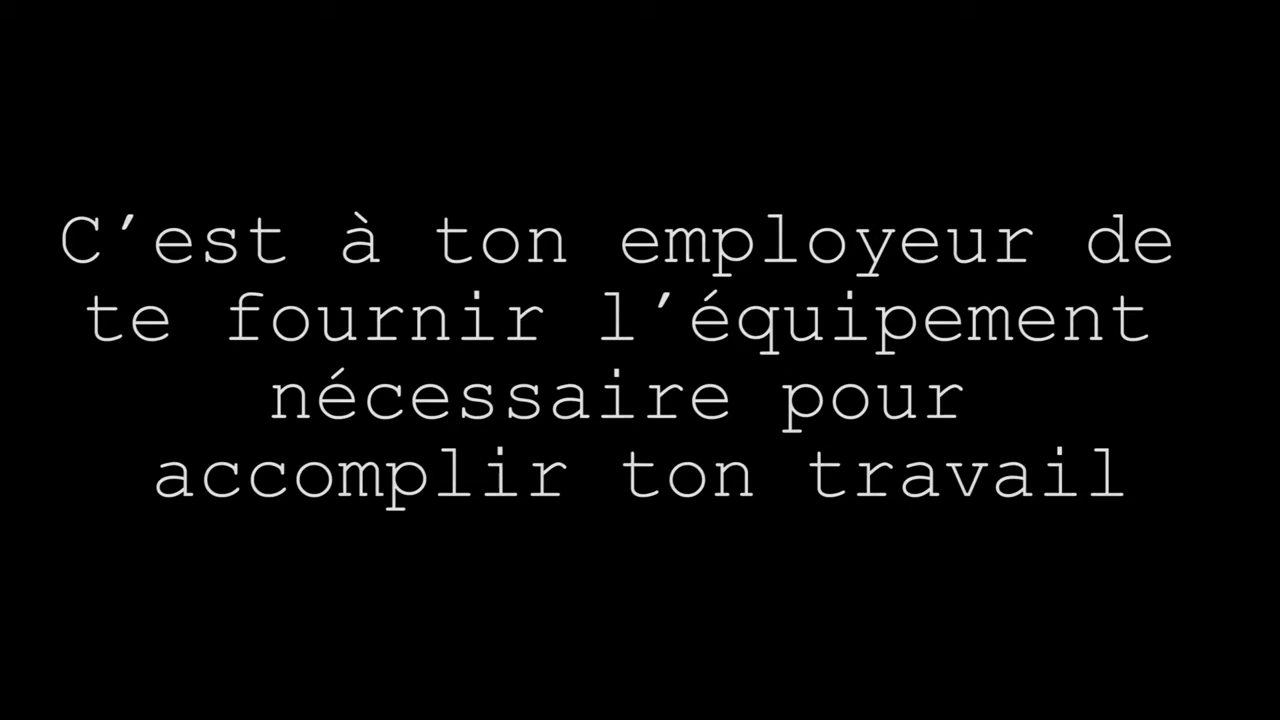 C’est à ton employeur de
te fournir l’équipement
nécessaire pour
accomplir ton travail